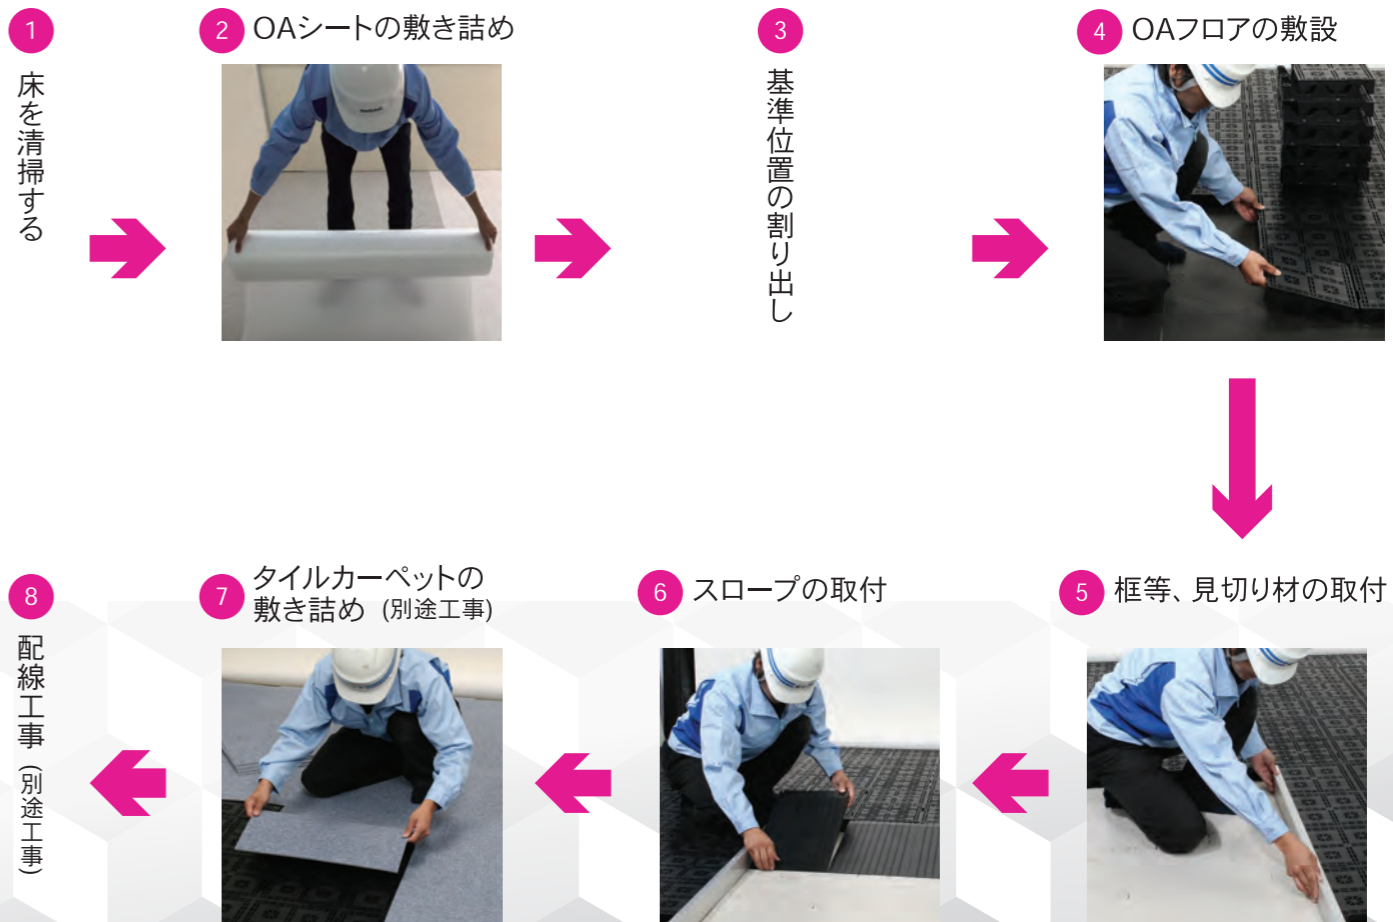 1
床を清掃する
2 OAシートの敷き詰め
3
基準位置の割り出し
4 OAフロアの敷設
5 框等、見切り材の取付
6 スロープの取付
7 タイルカーペットの
敷き詰め (別途工事)
8
配線工事 (別途工事)